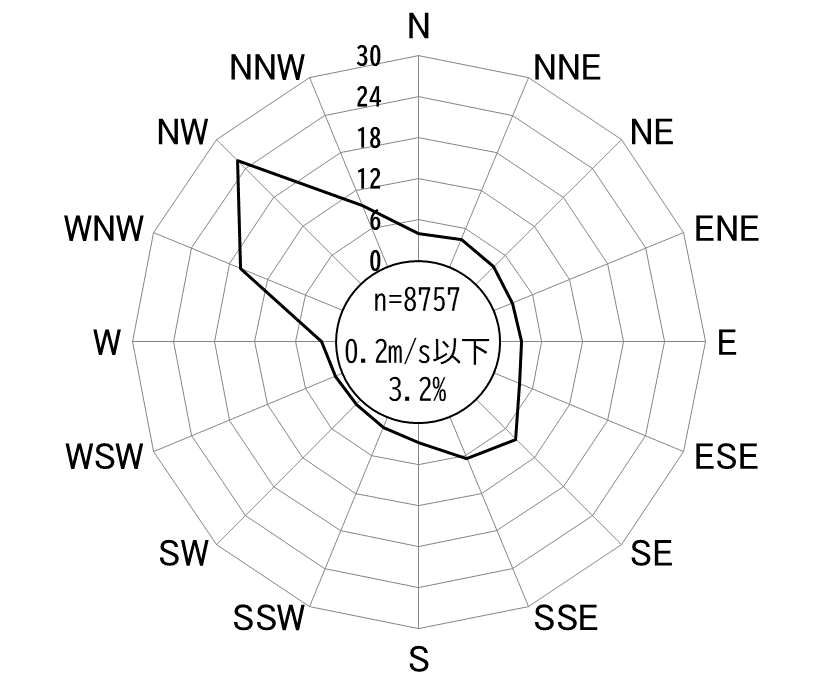 N
NNE
NE
ENE
E
ESE
SE
SSE
S
SSW
SW
WSW
W
WNW
NW
NNW
30
24
18
12
6
0
n=8757
0.2m/s以下
3.2%